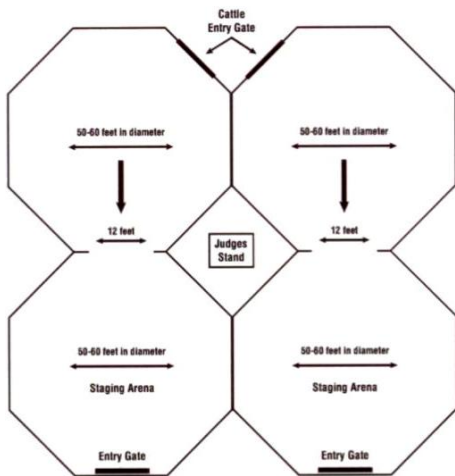 Cattle
Entry Gate
50-60 feet in diameter
50-60 feet in diameter
12 feet
12 feet
Judges
Stand
50-60 feet in diameter
50-60 feet in diameter
Staging Arena
Staging Arena
Entry Gate
Entry Gate